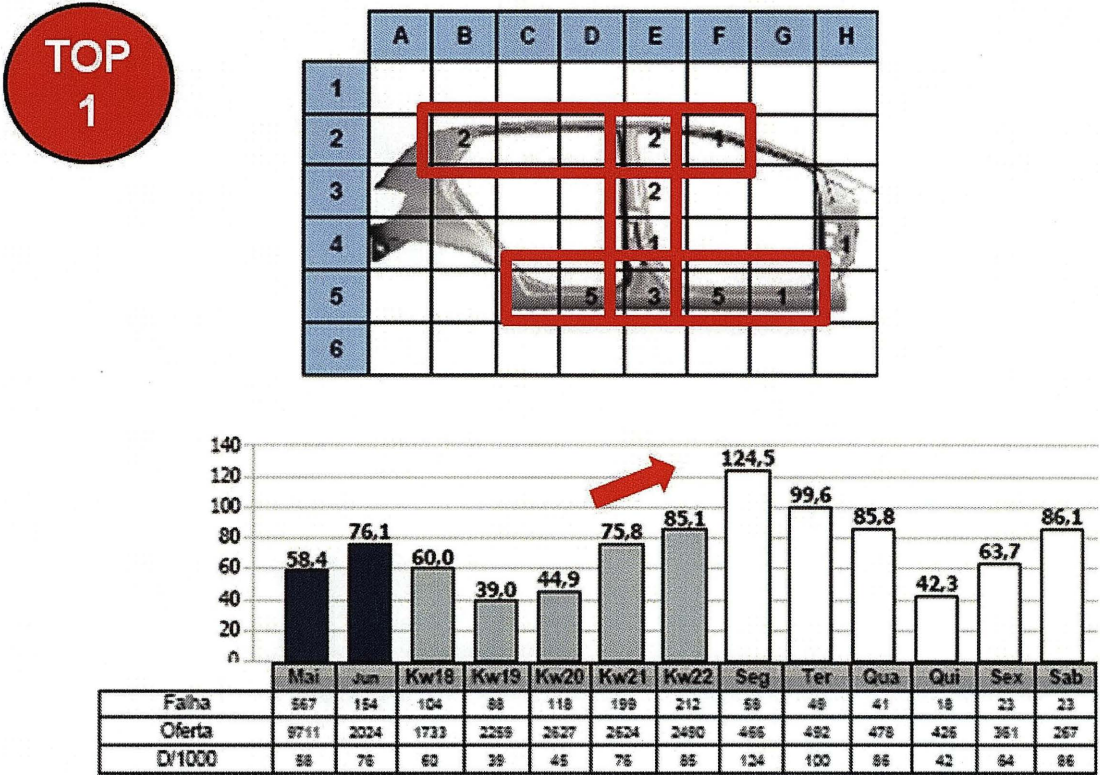 TOP
1
A B C D E F G H
1
2 2 2 1
3 2
4 1 1
5 5 3 5 1
6
140
120
100
80
60
40
20
0
58,4 76,1 60,0 39,0 44,9 75,8 85,1 124,5 99,6 85,8 42,3 63,7 86,1
Mai Jun Kw18 Kw19 Kw20 Kw21 Kw22 Seg Ter Qua Qui Sex Sab
Falha 567 154 104 88 118 199 212 58 49 41 18 23 23
Oferta 9711 2024 1733 2259 2627 2624 2490 466 492 478 426 361 267
D/1000 58 76 60 39 45 76 85 124 100 86 42 64 86